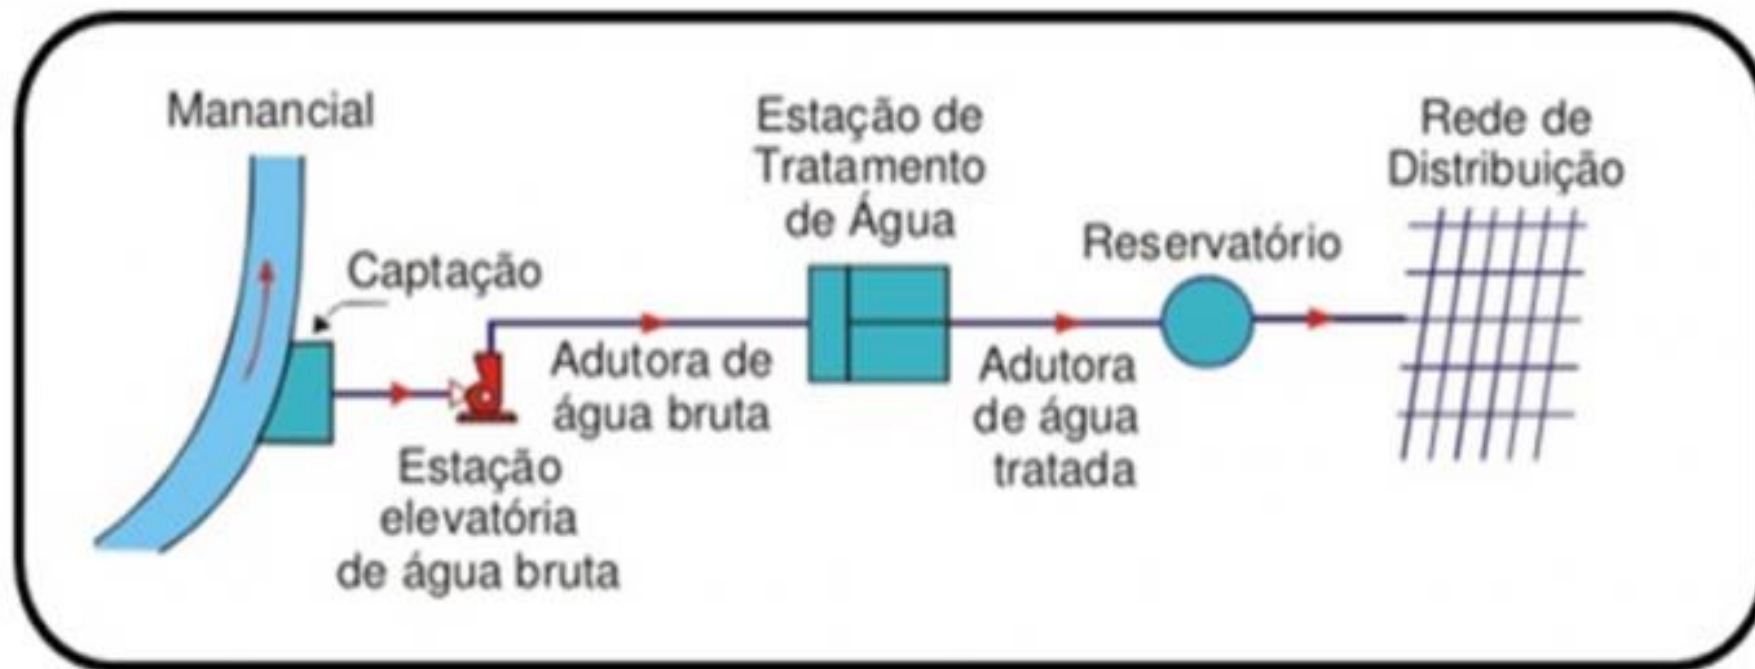 Manancial
Captação
Estação
elevatória
de água bruta
Adutora de
água bruta
Estação de
Tratamento
de Água
Adutora
de água
tratada
Reservatório
Rede de
Distribuição